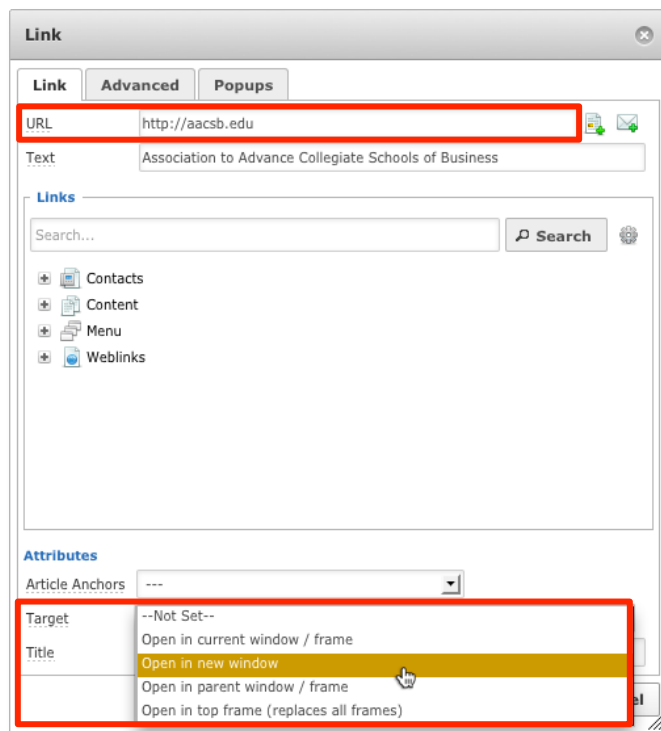 Link
Link Advanced Popups
URL http://aacsb.edu
Text Association to Advance Collegiate Schools of Business
Links
Search... Search
Contacts
Content
Menu
Weblinks
Attributes
Article Anchors ---
Target --Not Set--
Open in current window / frame
Title Open in new window
Open in parent window / frame
el
Open in top frame (replaces all frames)